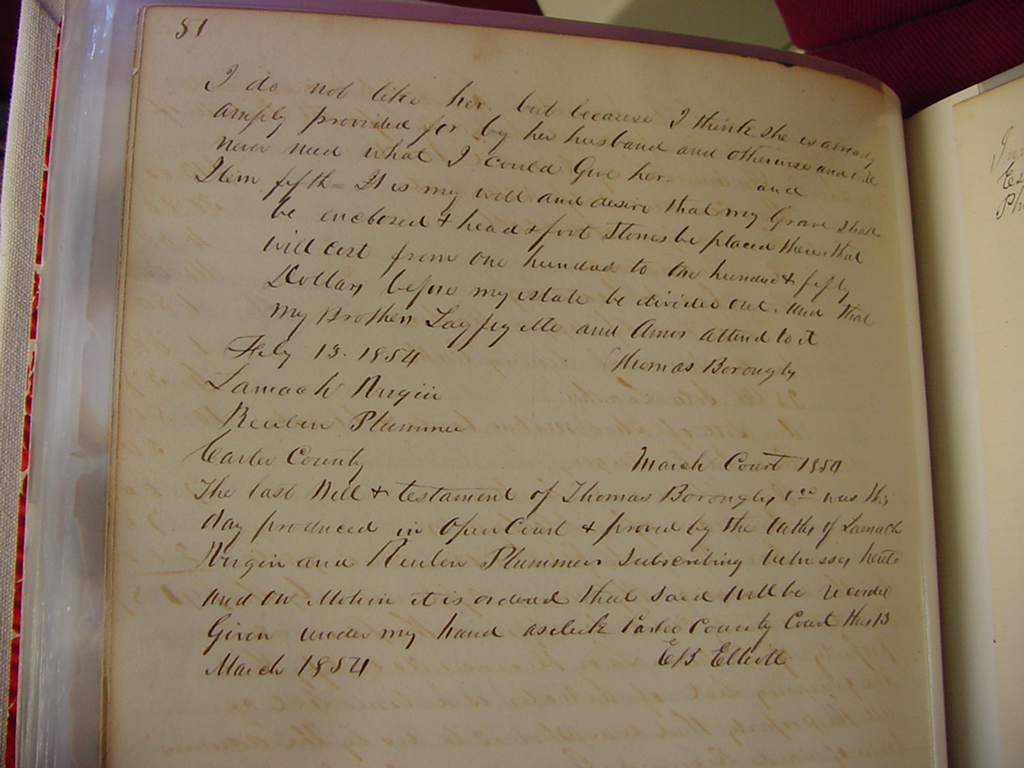 81
I do not like her. but because I think she is already
amply provided for by her husband and otherwise and will
never need what I could Give her. and
Item fifth = It is my will and desire that my Grave shall
be enclosed & head & foot Stones be placed there that
will cost from one hundred to one hundred & fifty
Dollars before my estate be divided out. and that
my Brothers Layfayette and Amos attend to it
Feby 13. 1854 Thomas Boroughs
Lamach
Reuben Plummer
Carter County March Court 1854
The last Will & testament of Thomas Boroughs was this
day produced in Open Court & proved by the Oaths of Lamach
and Reuben Plummer Subscribing witnesses hereto
and on Motion it is ordered that said Will be recorded
Given under my hand as clerk Carter County Court this 13
March 1854 Elliott
In
Es